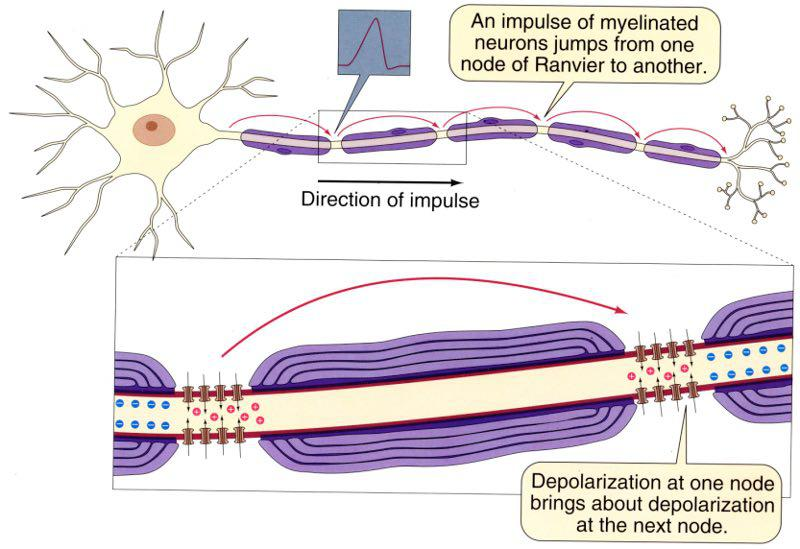 An impulse of myelinated
neurons jumps from one
node of Ranvier to another.
Direction of impulse
Depolarization at one node
brings about depolarization
at the next node.